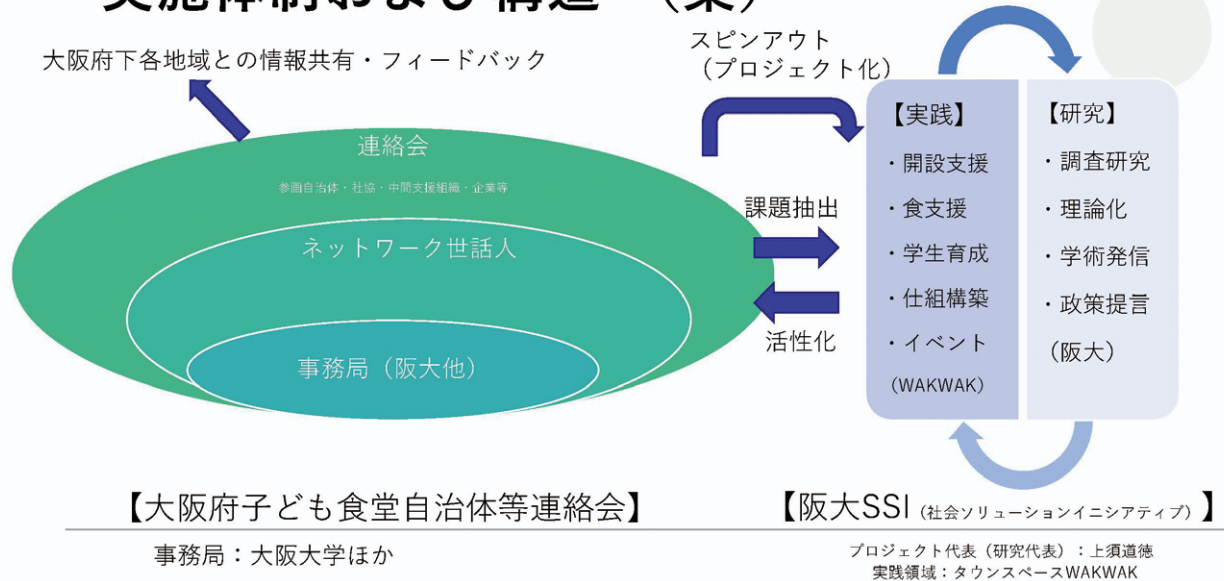 実施体制および構造 （案）
大阪府下各地域との情報共有・フィードバック
スピンアウト
（プロジェクト化）
連絡会
参画自治体・社協・中間支援組織・企業等
ネットワーク世話人
事務局（阪大他）
課題抽出
活性化
【実践】
・開設支援
・食支援
・学生育成
・仕組構築
・イベント
(WAKWAK)
【研究】
・調査研究
・理論化
・学術発信
・政策提言
（阪大）
【大阪府子ども食堂自治体等連絡会】
事務局：大阪大学ほか
【阪大SSI（社会ソリューションイニシアティブ）】
プロジェクト代表（研究代表）：上須道徳
実践領域：タウンスペースWAKWAK